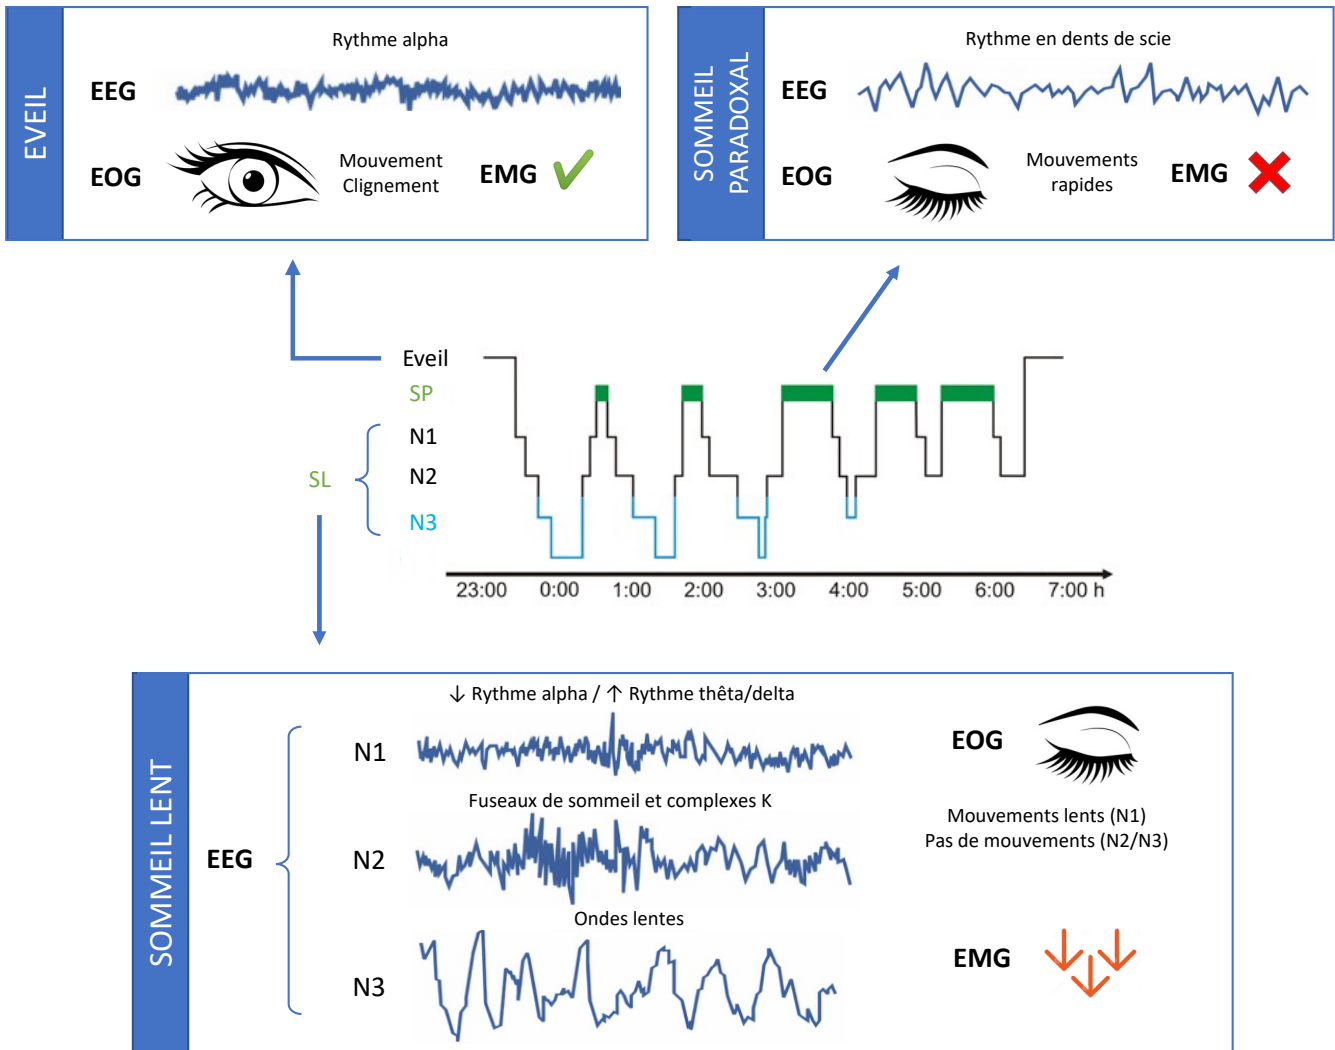 EVEIL
Rythme alpha
EEG
EOG
Mouvement
Clignement
EMG
SOMMEIL
PARADOXAL
Rythme en dents de scie
EEG
EOG
Mouvements
rapides
EMG
Eveil
SP
N1
SL
N2
N3
23:00 0:00 1:00 2:00 3:00 4:00 5:00 6:00 7:00 h
SOMMEIL LENT
EEG
↓ Rythme alpha / ↑ Rythme thêta/delta
N1
Fuseaux de sommeil et complexes K
N2
Ondes lentes
N3
EOG
Mouvements lents (N1)
Pas de mouvements (N2/N3)
EMG